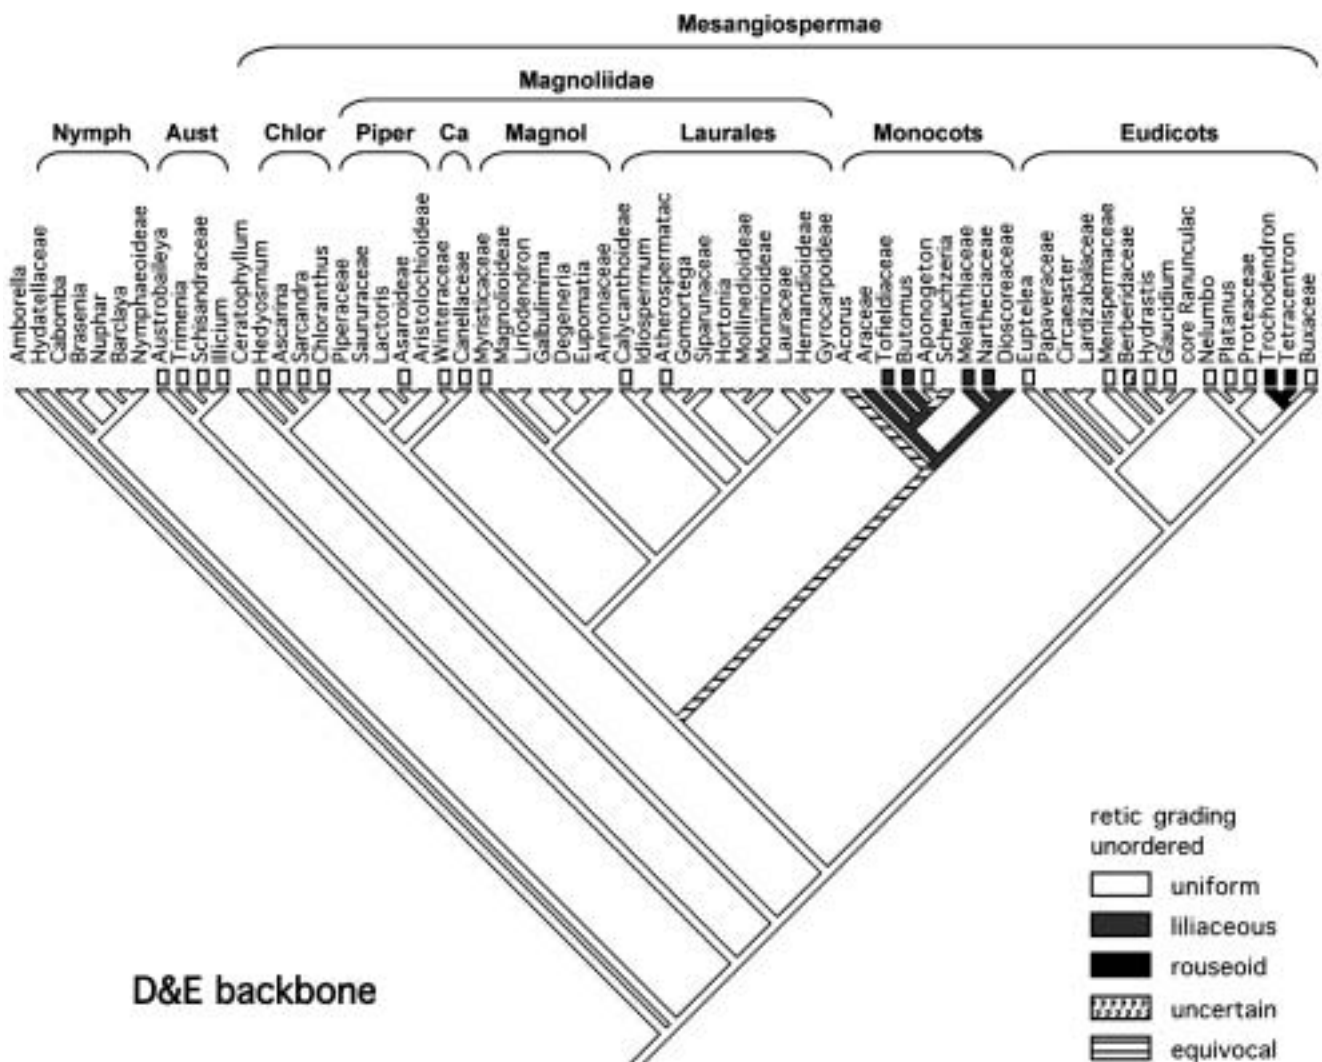 Mesangiospermae
Magnoliidae
Nymph Aust Chlor Piper Ca Magnol Laurales Monocots Eudicots
Amborella
Hydatellaceae
Cabomba
Brasenia
Nuphar
Barclaya
Nymphaeoideae
Austrobaileya
Trimenia
Schisandraceae
Illicium
Ceratophyllum
Hedyosmum
Ascarina
Sarcandra
Chloranthus
Piperaceae
Saururaceae
Lactoris
Asaroideae
Aristolochioideae
Winteraceae
Canellaceae
Myristicaceae
Magnolioideae
Liriodendron
Galbulimima
Degeneria
Eupomatia
Annonaceae
Calycanthoideae
Idiospermum
Atherospermatac
Gomortega
Siparunaceae
Hortonia
Mollinedioideae
Monimioideae
Lauraceae
Hernandioideae
Gyrocarpoideae
Acorus
Araceae
Tofieldiaceae
Butomus
Aponogeton
Scheuchzeria
Melanthiaceae
Nartheciaceae
Dioscoreaceae
Euptelea
Papaveraceae
Circaeaster
Lardizabalaceae
Menispermaceae
Berberidaceae
Hydrastis
Glaucidium
core Ranunculac
Nelumbo
Platanus
Proteaceae
Trochodendron
Tetracentron
Buxaceae
retic grading
unordered
uniform
liliaceous
rouseoid
uncertain
equivocal
D&E backbone